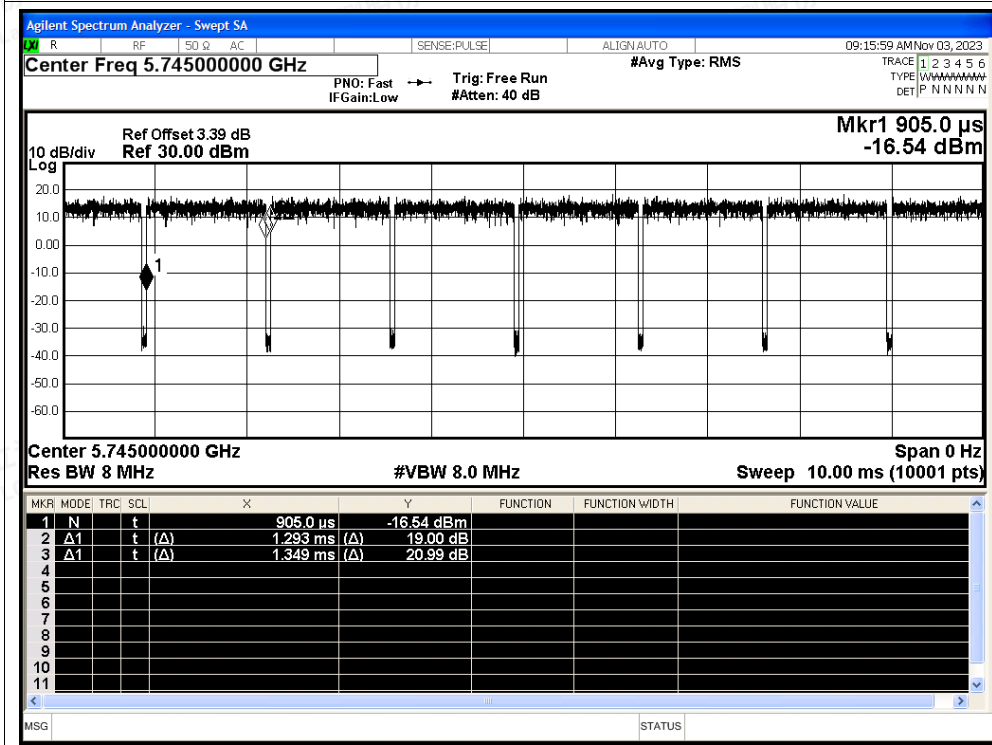 Agilent Spectrum Analyzer - Swept SA
LXI R RF 50 Ω AC SENSE:PULSE ALIGN AUTO 09:15:59 AM Nov 03, 2023
Center Freq 5.745000000 GHz
PNO: Fast
IFGain:Low
Trig: Free Run
#Atten: 40 dB
#Avg Type: RMS
TRACE 1 2 3 4 5 6
TYPE
DET P N N N N N
Ref Offset 3.39 dB
10 dB/div Ref 30.00 dBm
Log
Mkr1 905.0 µs
-16.54 dBm
20.0
10.0
0.00
-10.0
-20.0
-30.0
-40.0
-50.0
-60.0
1
Center 5.745000000 GHz Span 0 Hz
Res BW 8 MHz #VBW 8.0 MHz Sweep 10.00 ms (10001 pts)
MKR MODE TRC SCL X Y FUNCTION FUNCTION WIDTH FUNCTION VALUE
1 N t 905.0 µs -16.54 dBm
2 Δ1 t (Δ) 1.293 ms (Δ) 19.00 dB
3 Δ1 t (Δ) 1.349 ms (Δ) 20.99 dB
4
5
6
7
8
9
10
11
MSG STATUS